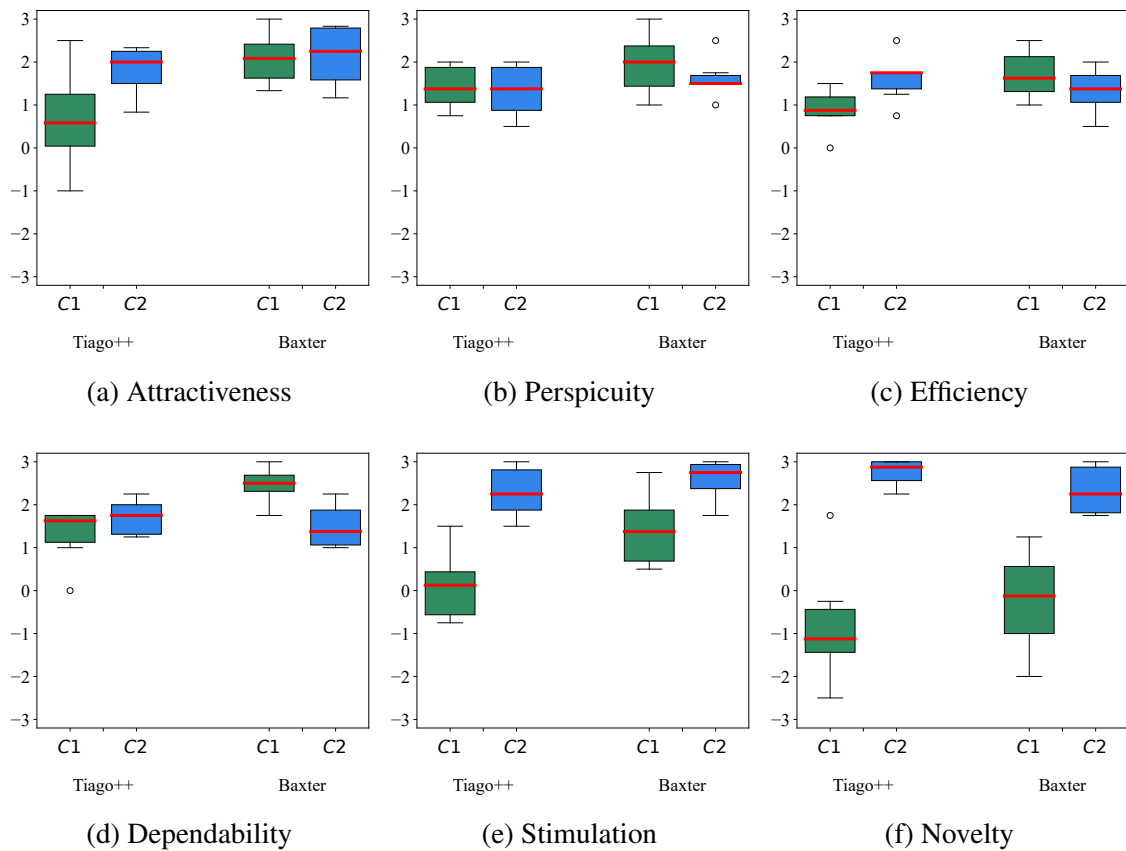 3
2
1
0
−1
−2
−3
C1 C2 C1 C2
Tiago++ Baxter
(a) Attractiveness
3
2
1
0
−1
−2
−3
C1 C2 C1 C2
Tiago++ Baxter
(b) Perspicuity
3
2
1
0
−1
−2
−3
C1 C2 C1 C2
Tiago++ Baxter
(c) Efficiency
3
2
1
0
−1
−2
−3
C1 C2 C1 C2
Tiago++ Baxter
(d) Dependability
3
2
1
0
−1
−2
−3
C1 C2 C1 C2
Tiago++ Baxter
(e) Stimulation
3
2
1
0
−1
−2
−3
C1 C2 C1 C2
Tiago++ Baxter
(f) Novelty